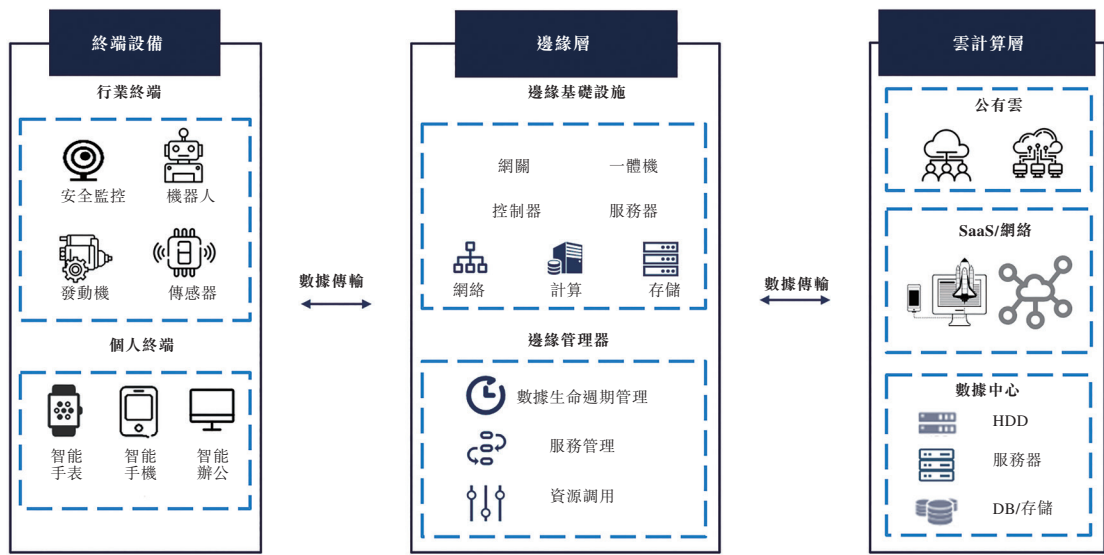 終端設備
行業終端
安全監控
機器人
發動機
傳感器
個人終端
智能
手表
智能
手機
智能
辦公
數據傳輸
邊緣層
邊緣基礎設施
網關
一體機
控制器
服務器
網絡
計算
存儲
邊緣管理器
數據生命週期管理
服務管理
資源調用
數據傳輸
雲計算層
公有雲
SaaS/網絡
數據中心
HDD
服務器
DB/存儲